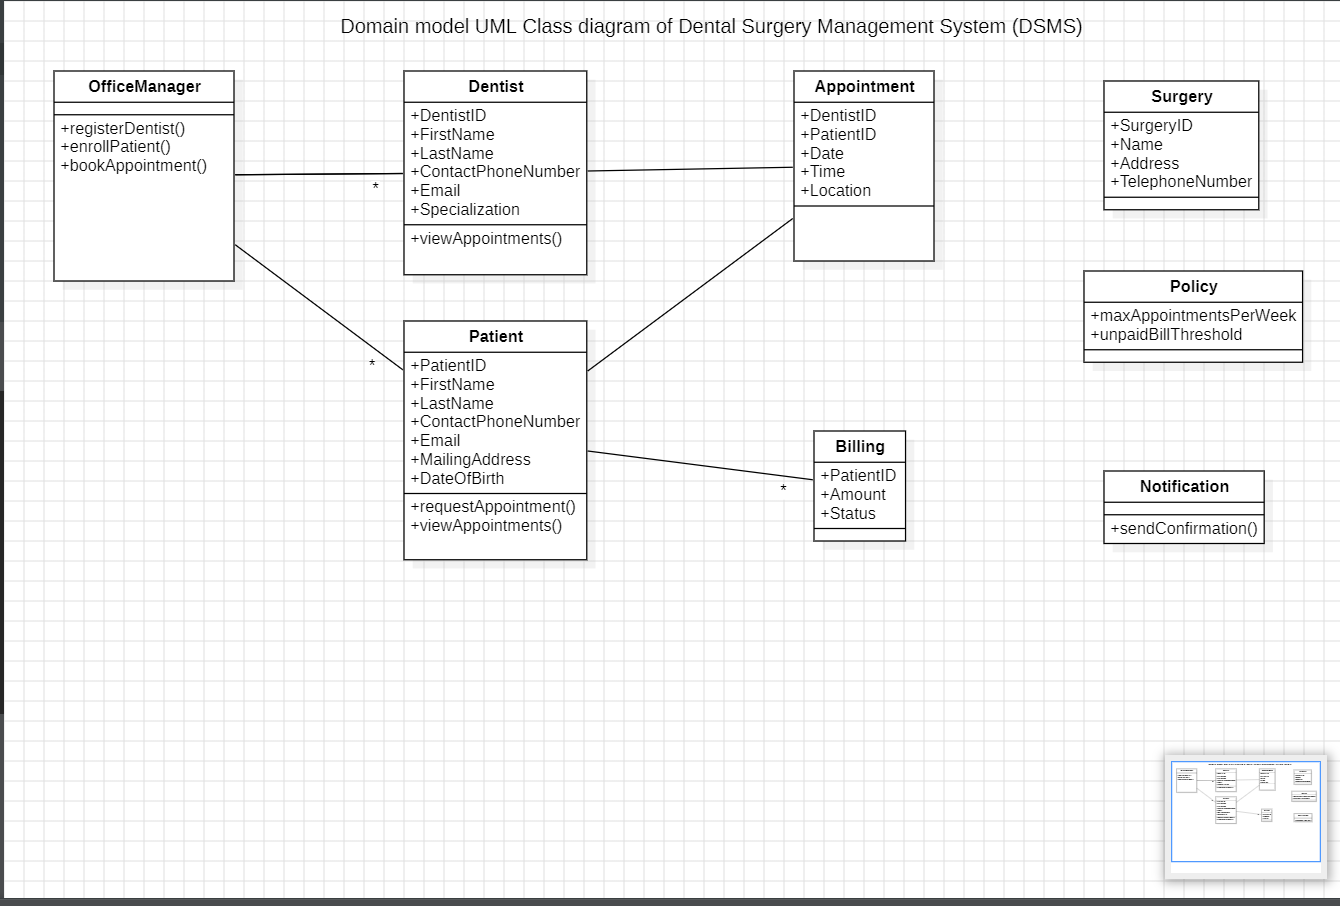 Domain model UML Class diagram of Dental Surgery Management System (DSMS)
OfficeManager
+registerDentist()
+enrollPatient()
+bookAppointment()
*
*
Dentist
+DentistID
+FirstName
+LastName
+ContactPhoneNumber
+Email
+Specialization
+viewAppointments()
Patient
+PatientID
+FirstName
+LastName
+ContactPhoneNumber
+Email
+MailingAddress
+DateOfBirth
+requestAppointment()
+viewAppointments()
Appointment
+DentistID
+PatientID
+Date
+Time
+Location
*
Billing
+PatientID
+Amount
+Status
Surgery
+SurgeryID
+Name
+Address
+TelephoneNumber
Policy
+maxAppointmentsPerWeek
+unpaidBillThreshold
Notification
+sendConfirmation()